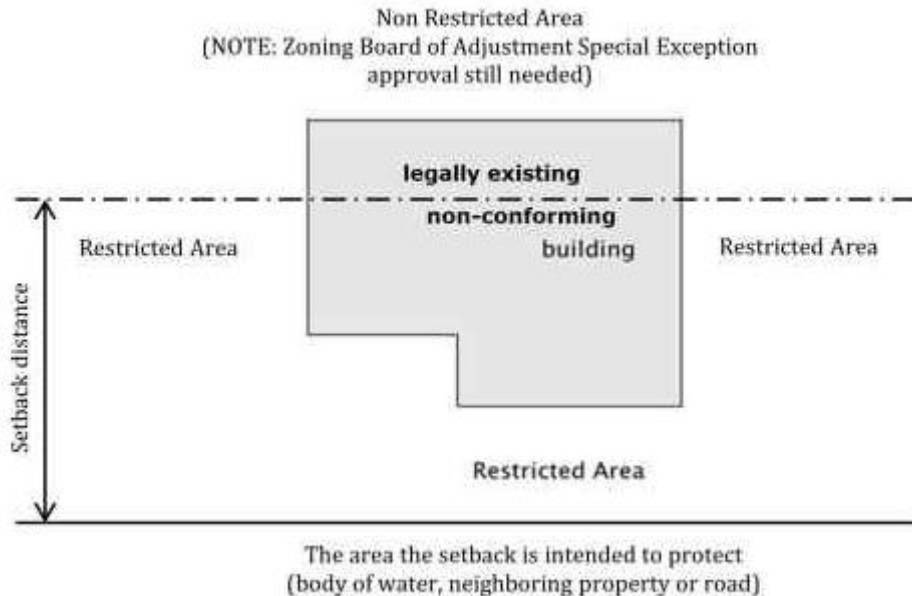 Non Restricted Area
(NOTE: Zoning Board of Adjustment Special Exception
approval still needed)
legally existing
non-conforming
building
Restricted Area
Restricted Area
Setback distance
Restricted Area
The area the setback is intended to protect
(body of water, neighboring property or road)